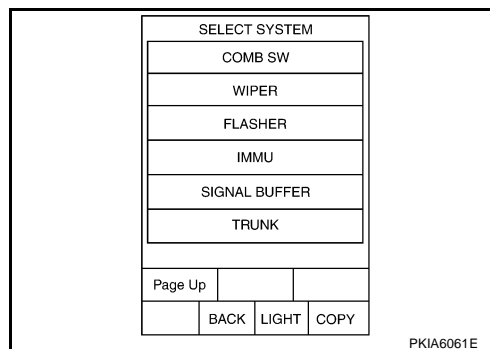 SELECT SYSTEM
COMB SW
WIPER
FLASHER
IMMU
SIGNAL BUFFER
TRUNK
Page Up
BACK LIGHT COPY
PKIA6061E